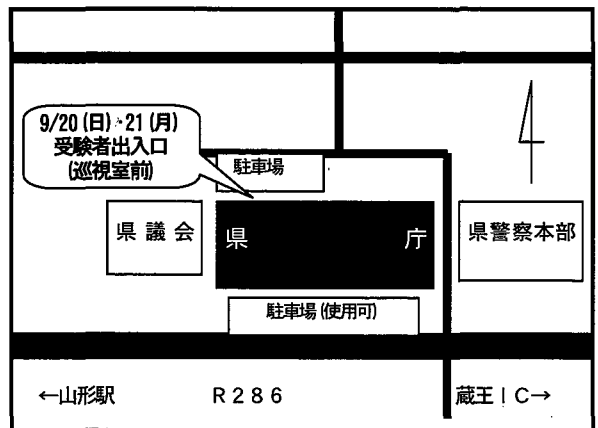 9/20(日)・21(月)
受験者出入口
(巡視室前)
駐車場
県議会
県庁
県警察本部
駐車場(使用可)
←山形駅
R286
蔵王IC→